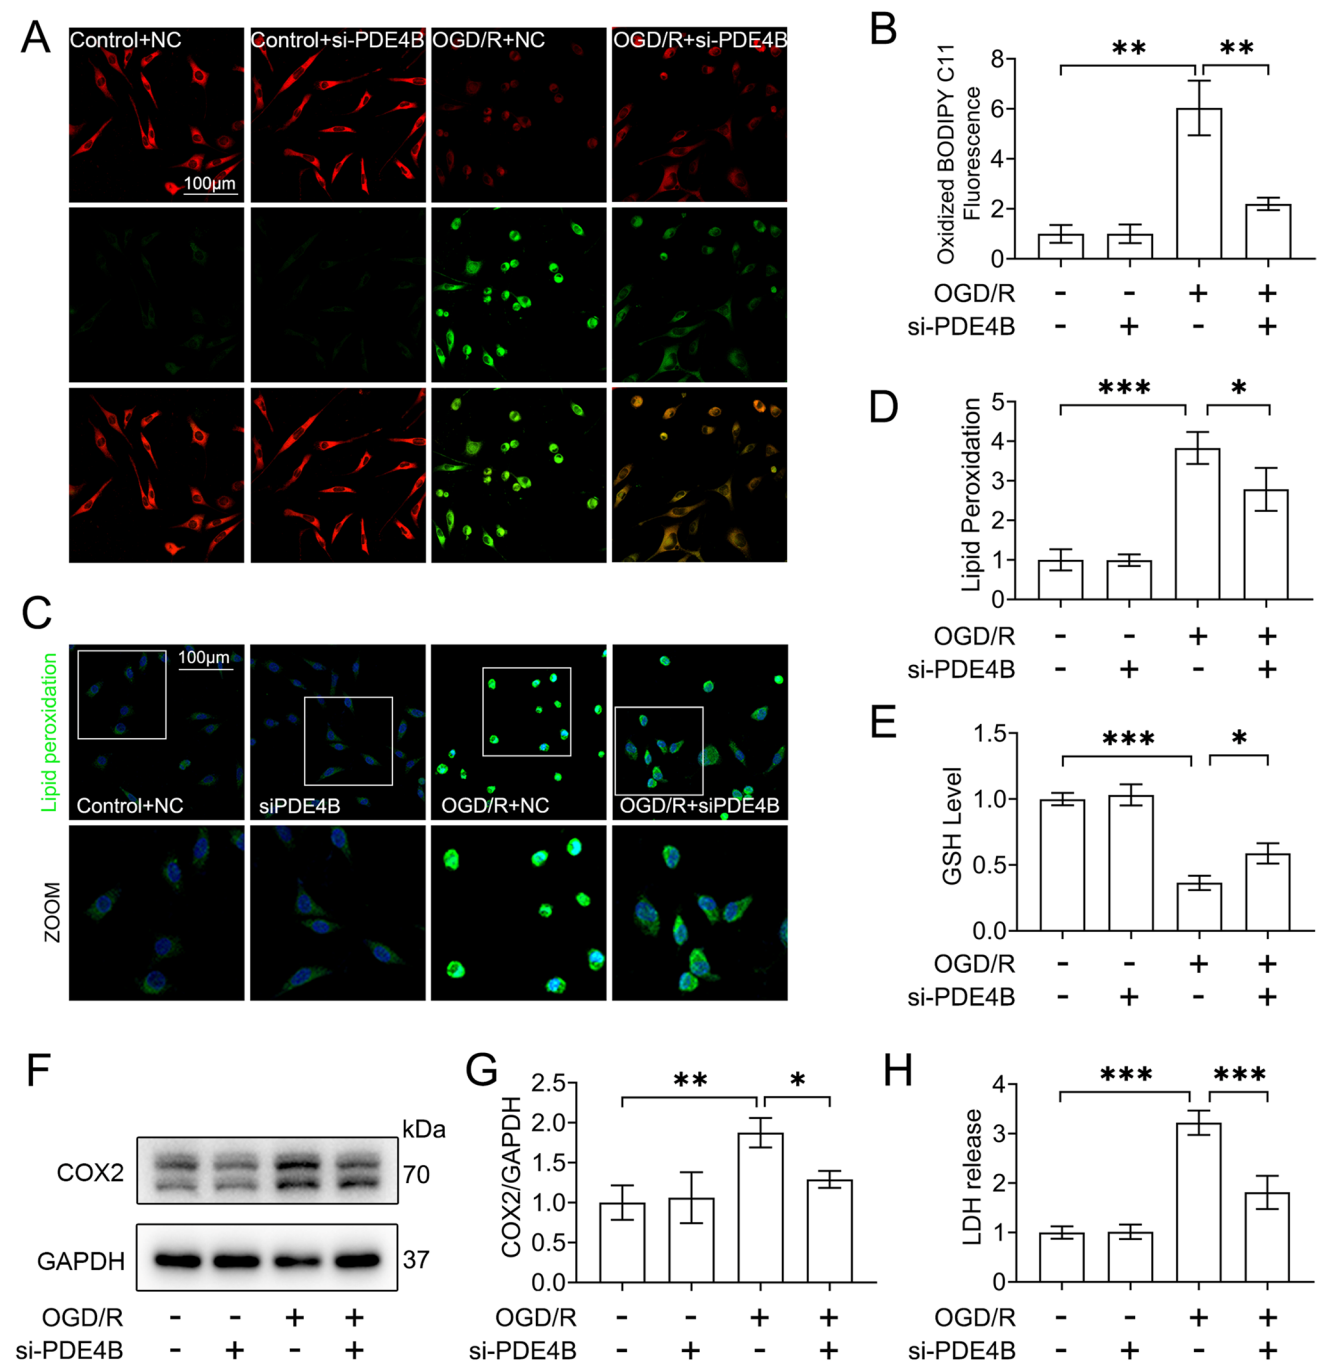 A
Control+NC
Control+si-PDE4B
OGD/R+NC
OGD/R+si-PDE4B
100μm
B
Oxidized BODIPY C11
Fluorescence
8
6
4
2
0
** **
OGD/R - - + +
si-PDE4B - + - +
C
Lipid peroxidation
100μm
Control+NC
siPDE4B
OGD/R+NC
OGD/R+siPDE4B
ZOOM
D
Lipid Peroxidation
5
4
3
2
1
0
*** *
OGD/R - - + +
si-PDE4B - + - +
E
GSH Level
1.5
1.0
0.5
0.0
*** *
OGD/R - - + +
si-PDE4B - + - +
F
kDa
COX2 70
GAPDH 37
OGD/R - - + +
si-PDE4B - + - +
G
COX2/GAPDH
2.5
2.0
1.5
1.0
0.5
0.0
** *
OGD/R - - + +
si-PDE4B - + - +
H
LDH release
4
3
2
1
0
*** ***
OGD/R - - + +
si-PDE4B - + - +